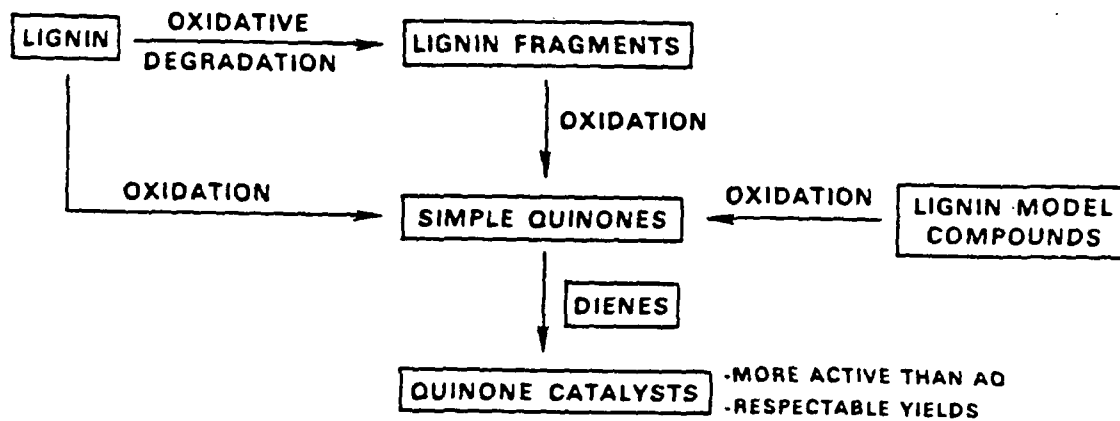 LIGNIN
OXIDATIVE
DEGRADATION
LIGNIN FRAGMENTS
OXIDATION
OXIDATION
SIMPLE QUINONES
OXIDATION
LIGNIN MODEL
COMPOUNDS
DIENES
QUINONE CATALYSTS
-MORE ACTIVE THAN AQ
-RESPECTABLE YIELDS